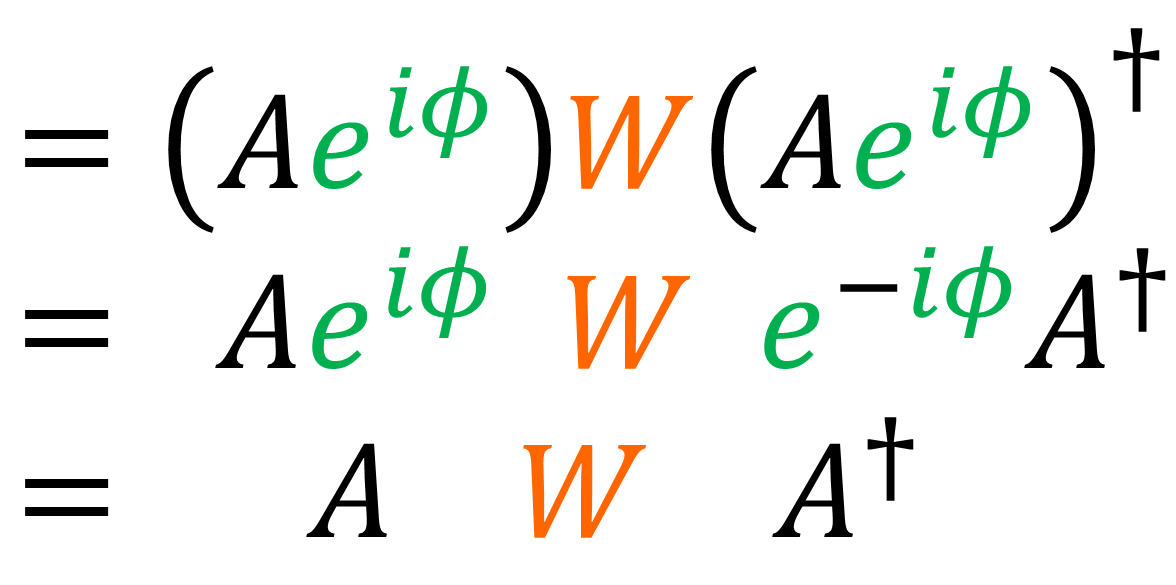 = (Ae^{iϕ})W(Ae^{iϕ})^†
= Ae^{iϕ} W e^{−iϕ}A^†
= A W A^†